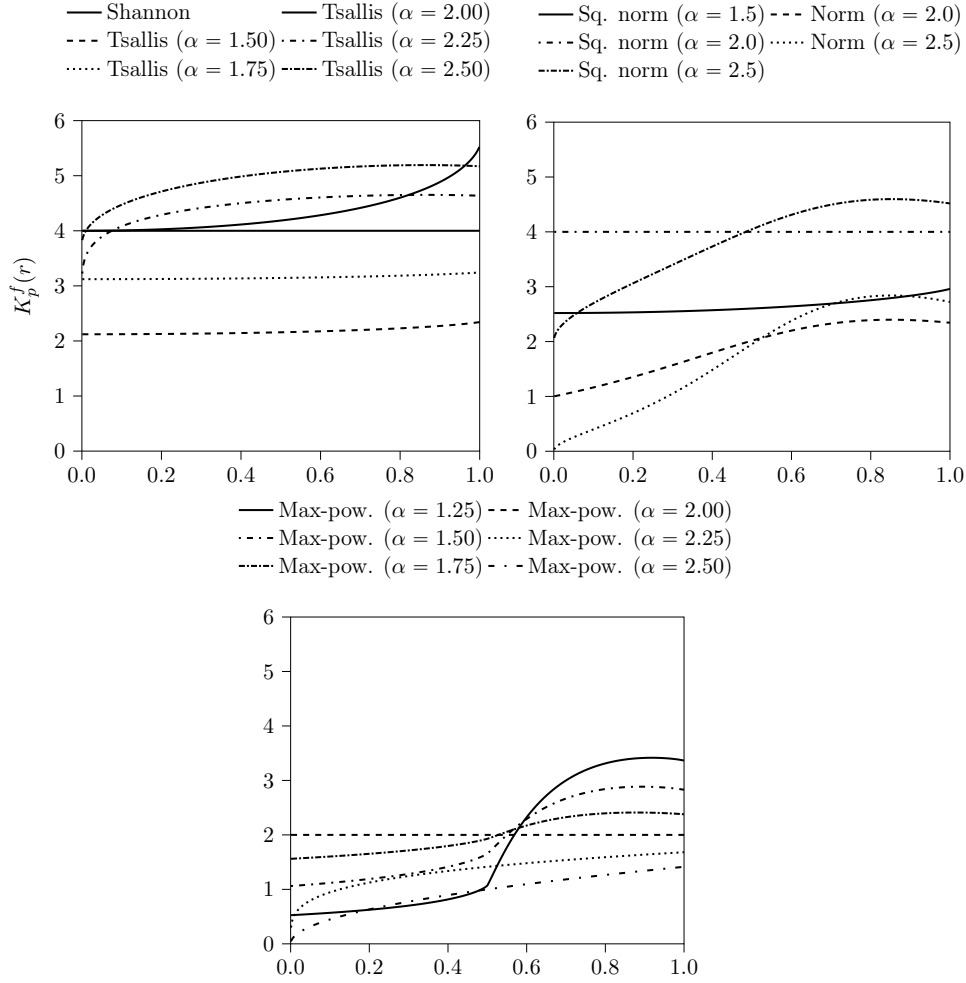 Shannon
Tsallis (α = 2.00)
Tsallis (α = 1.50)
Tsallis (α = 2.25)
Tsallis (α = 1.75)
Tsallis (α = 2.50)
Sq. norm (α = 1.5)
Norm (α = 2.0)
Sq. norm (α = 2.0)
Norm (α = 2.5)
Sq. norm (α = 2.5)
6
5
4
3
2
1
0
K_p^f(r)
0.0 0.2 0.4 0.6 0.8 1.0
6
5
4
3
2
1
0
0.0 0.2 0.4 0.6 0.8 1.0
Max-pow. (α = 1.25)
Max-pow. (α = 2.00)
Max-pow. (α = 1.50)
Max-pow. (α = 2.25)
Max-pow. (α = 1.75)
Max-pow. (α = 2.50)
6
5
4
3
2
1
0
0.0 0.2 0.4 0.6 0.8 1.0